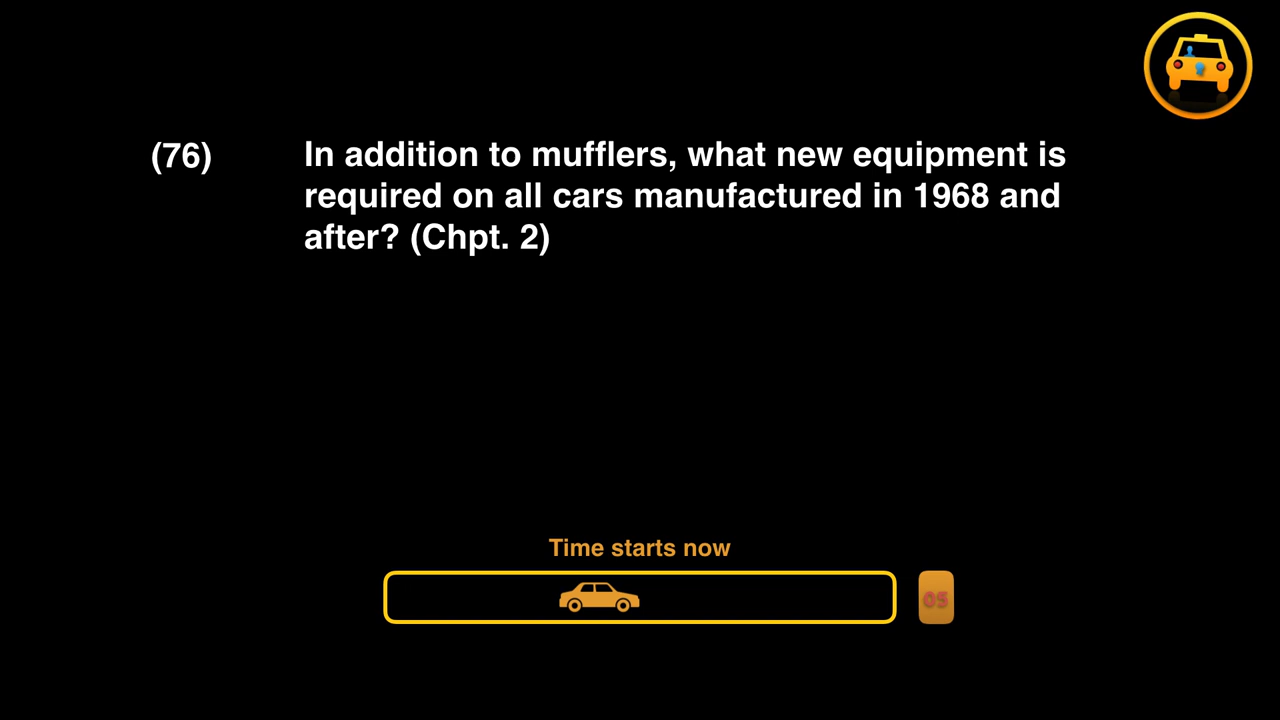 (76) In addition to mufflers, what new equipment is
required on all cars manufactured in 1968 and
after? (Chpt. 2)
Time starts now
05